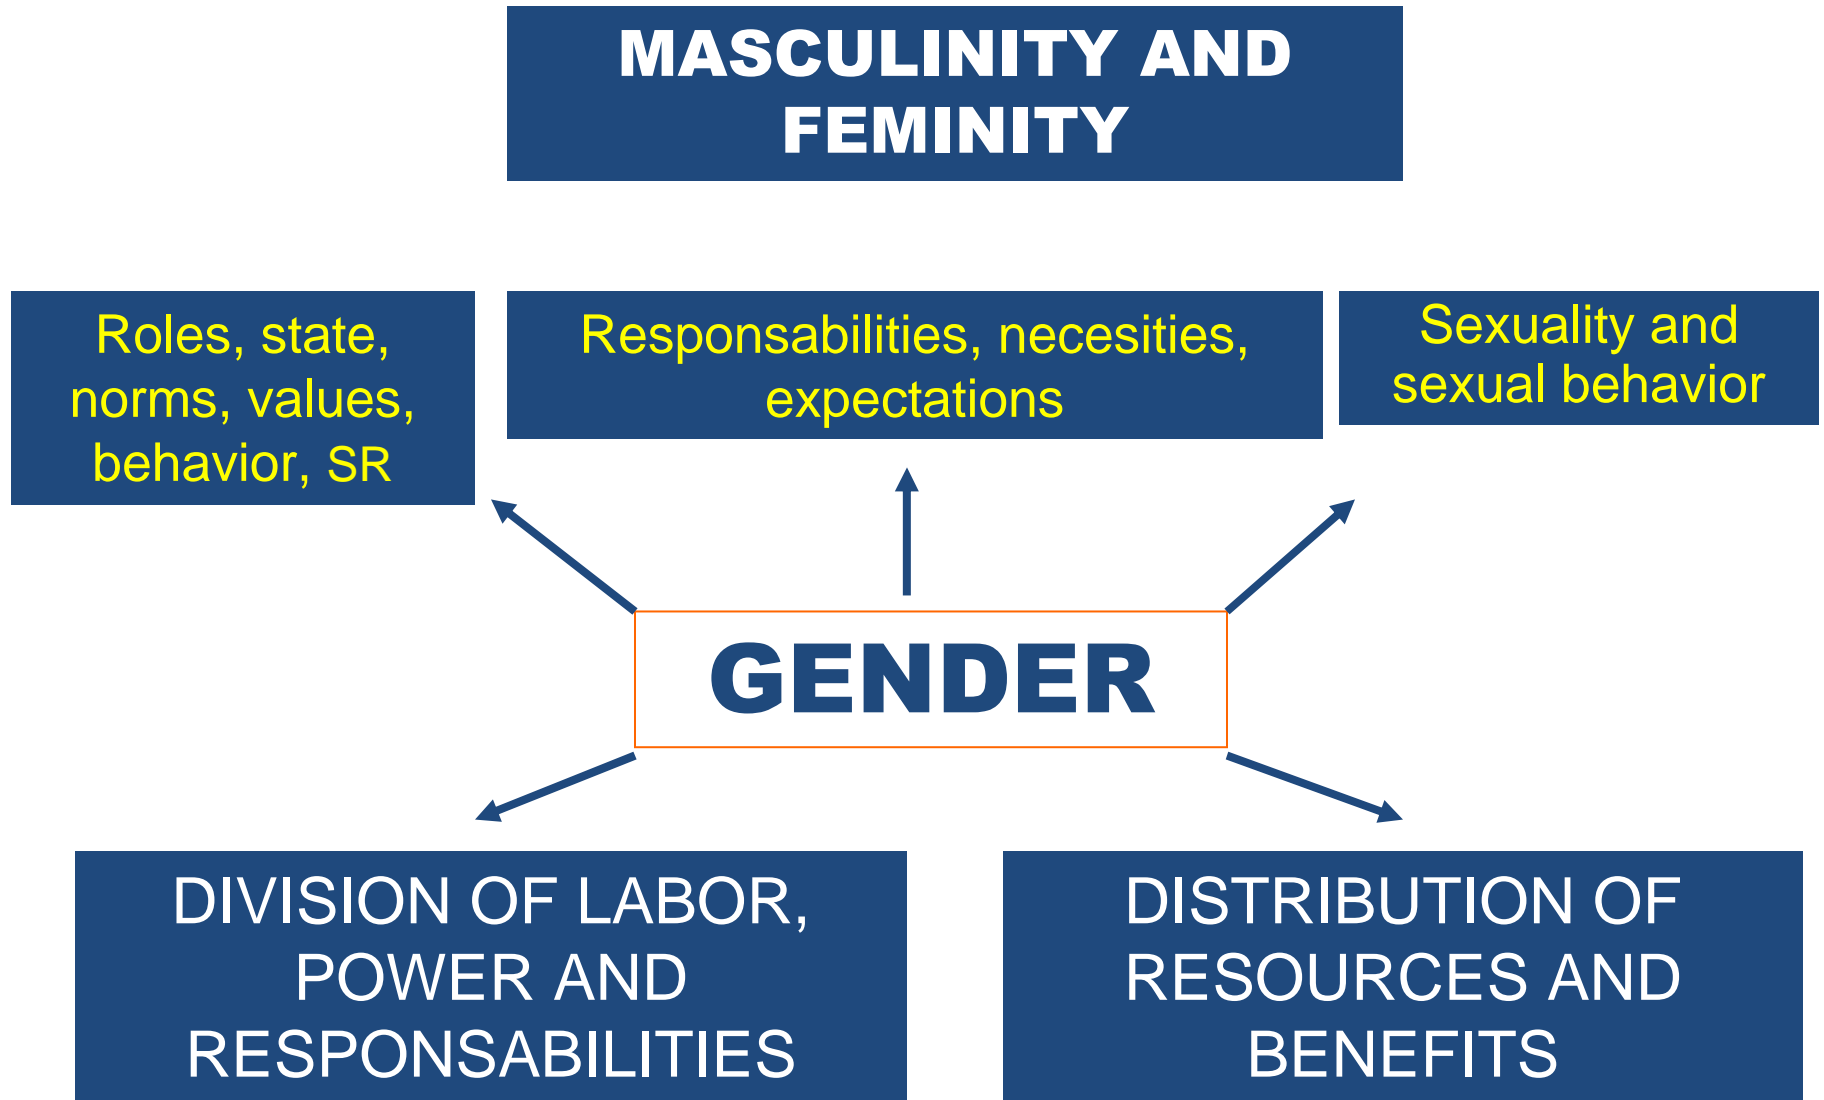 MASCULINITY AND
FEMINITY
Roles, state,
norms, values,
behavior, SR
Responsabilities, necesities,
expectations
Sexuality and
sexual behavior
GENDER
DIVISION OF LABOR,
POWER AND
RESPONSABILITIES
DISTRIBUTION OF
RESOURCES AND
BENEFITS